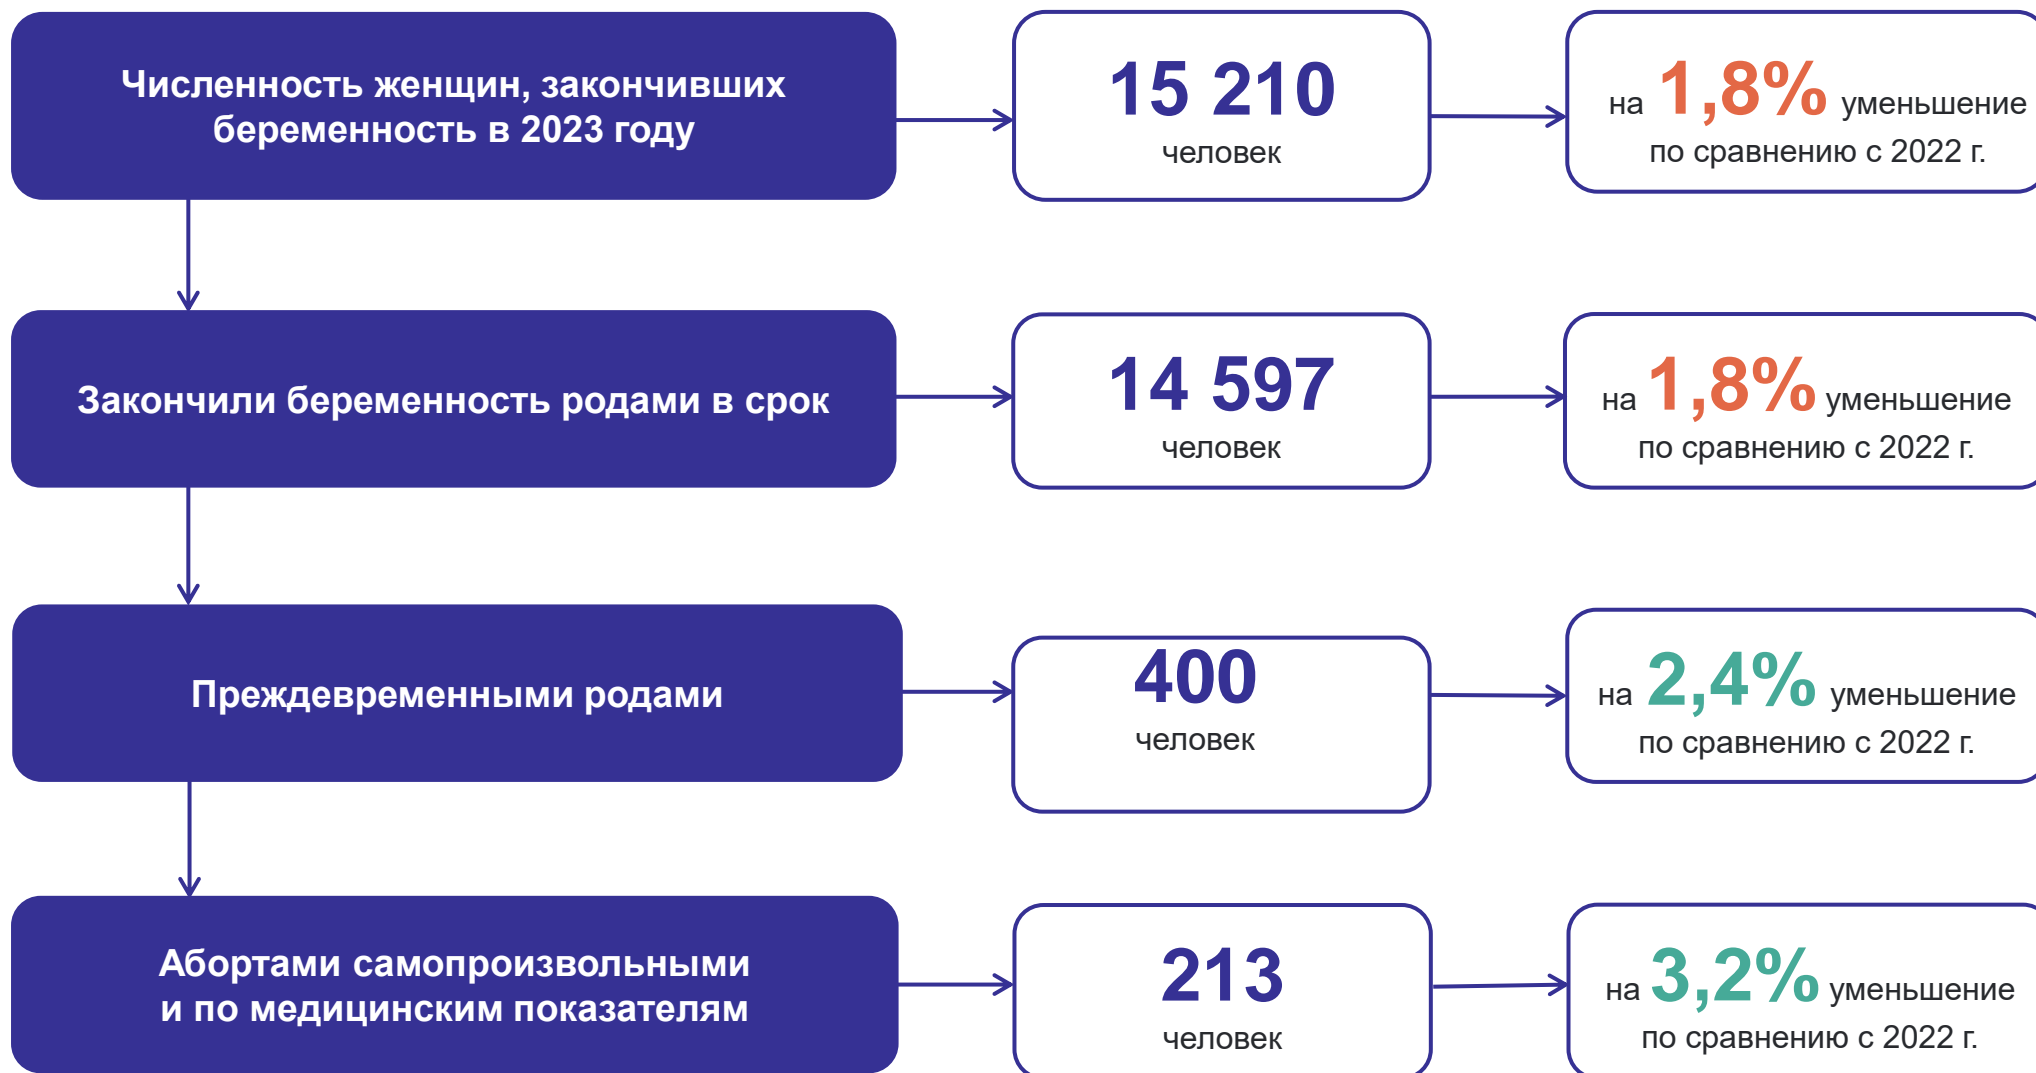 Численность женщин, закончивших
беременность в 2023 году
15 210
человек
на 1,8% уменьшение
по сравнению с 2022 г.
Закончили беременность родами в срок
14 597
человек
на 1,8% уменьшение
по сравнению с 2022 г.
Преждевременными родами
400
человек
на 2,4% уменьшение
по сравнению с 2022 г.
Абортами самопроизвольными
и по медицинским показателям
213
человек
на 3,2% уменьшение
по сравнению с 2022 г.